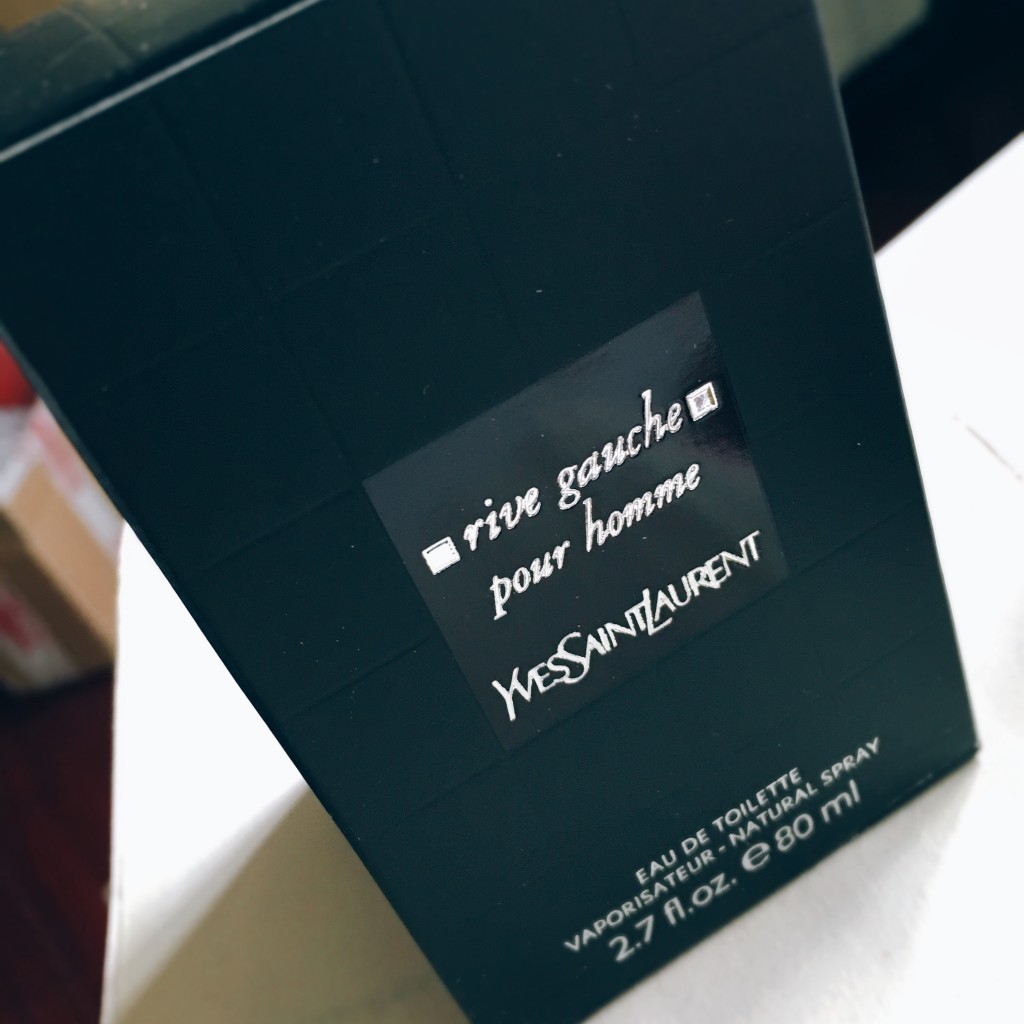 rive gauche
pour homme
YVESSAINTLAURENT
EAU DE TOILETTE
VAPORISATEUR - NATURAL SPRAY
2.7 fl.oz. ℮ 80 ml